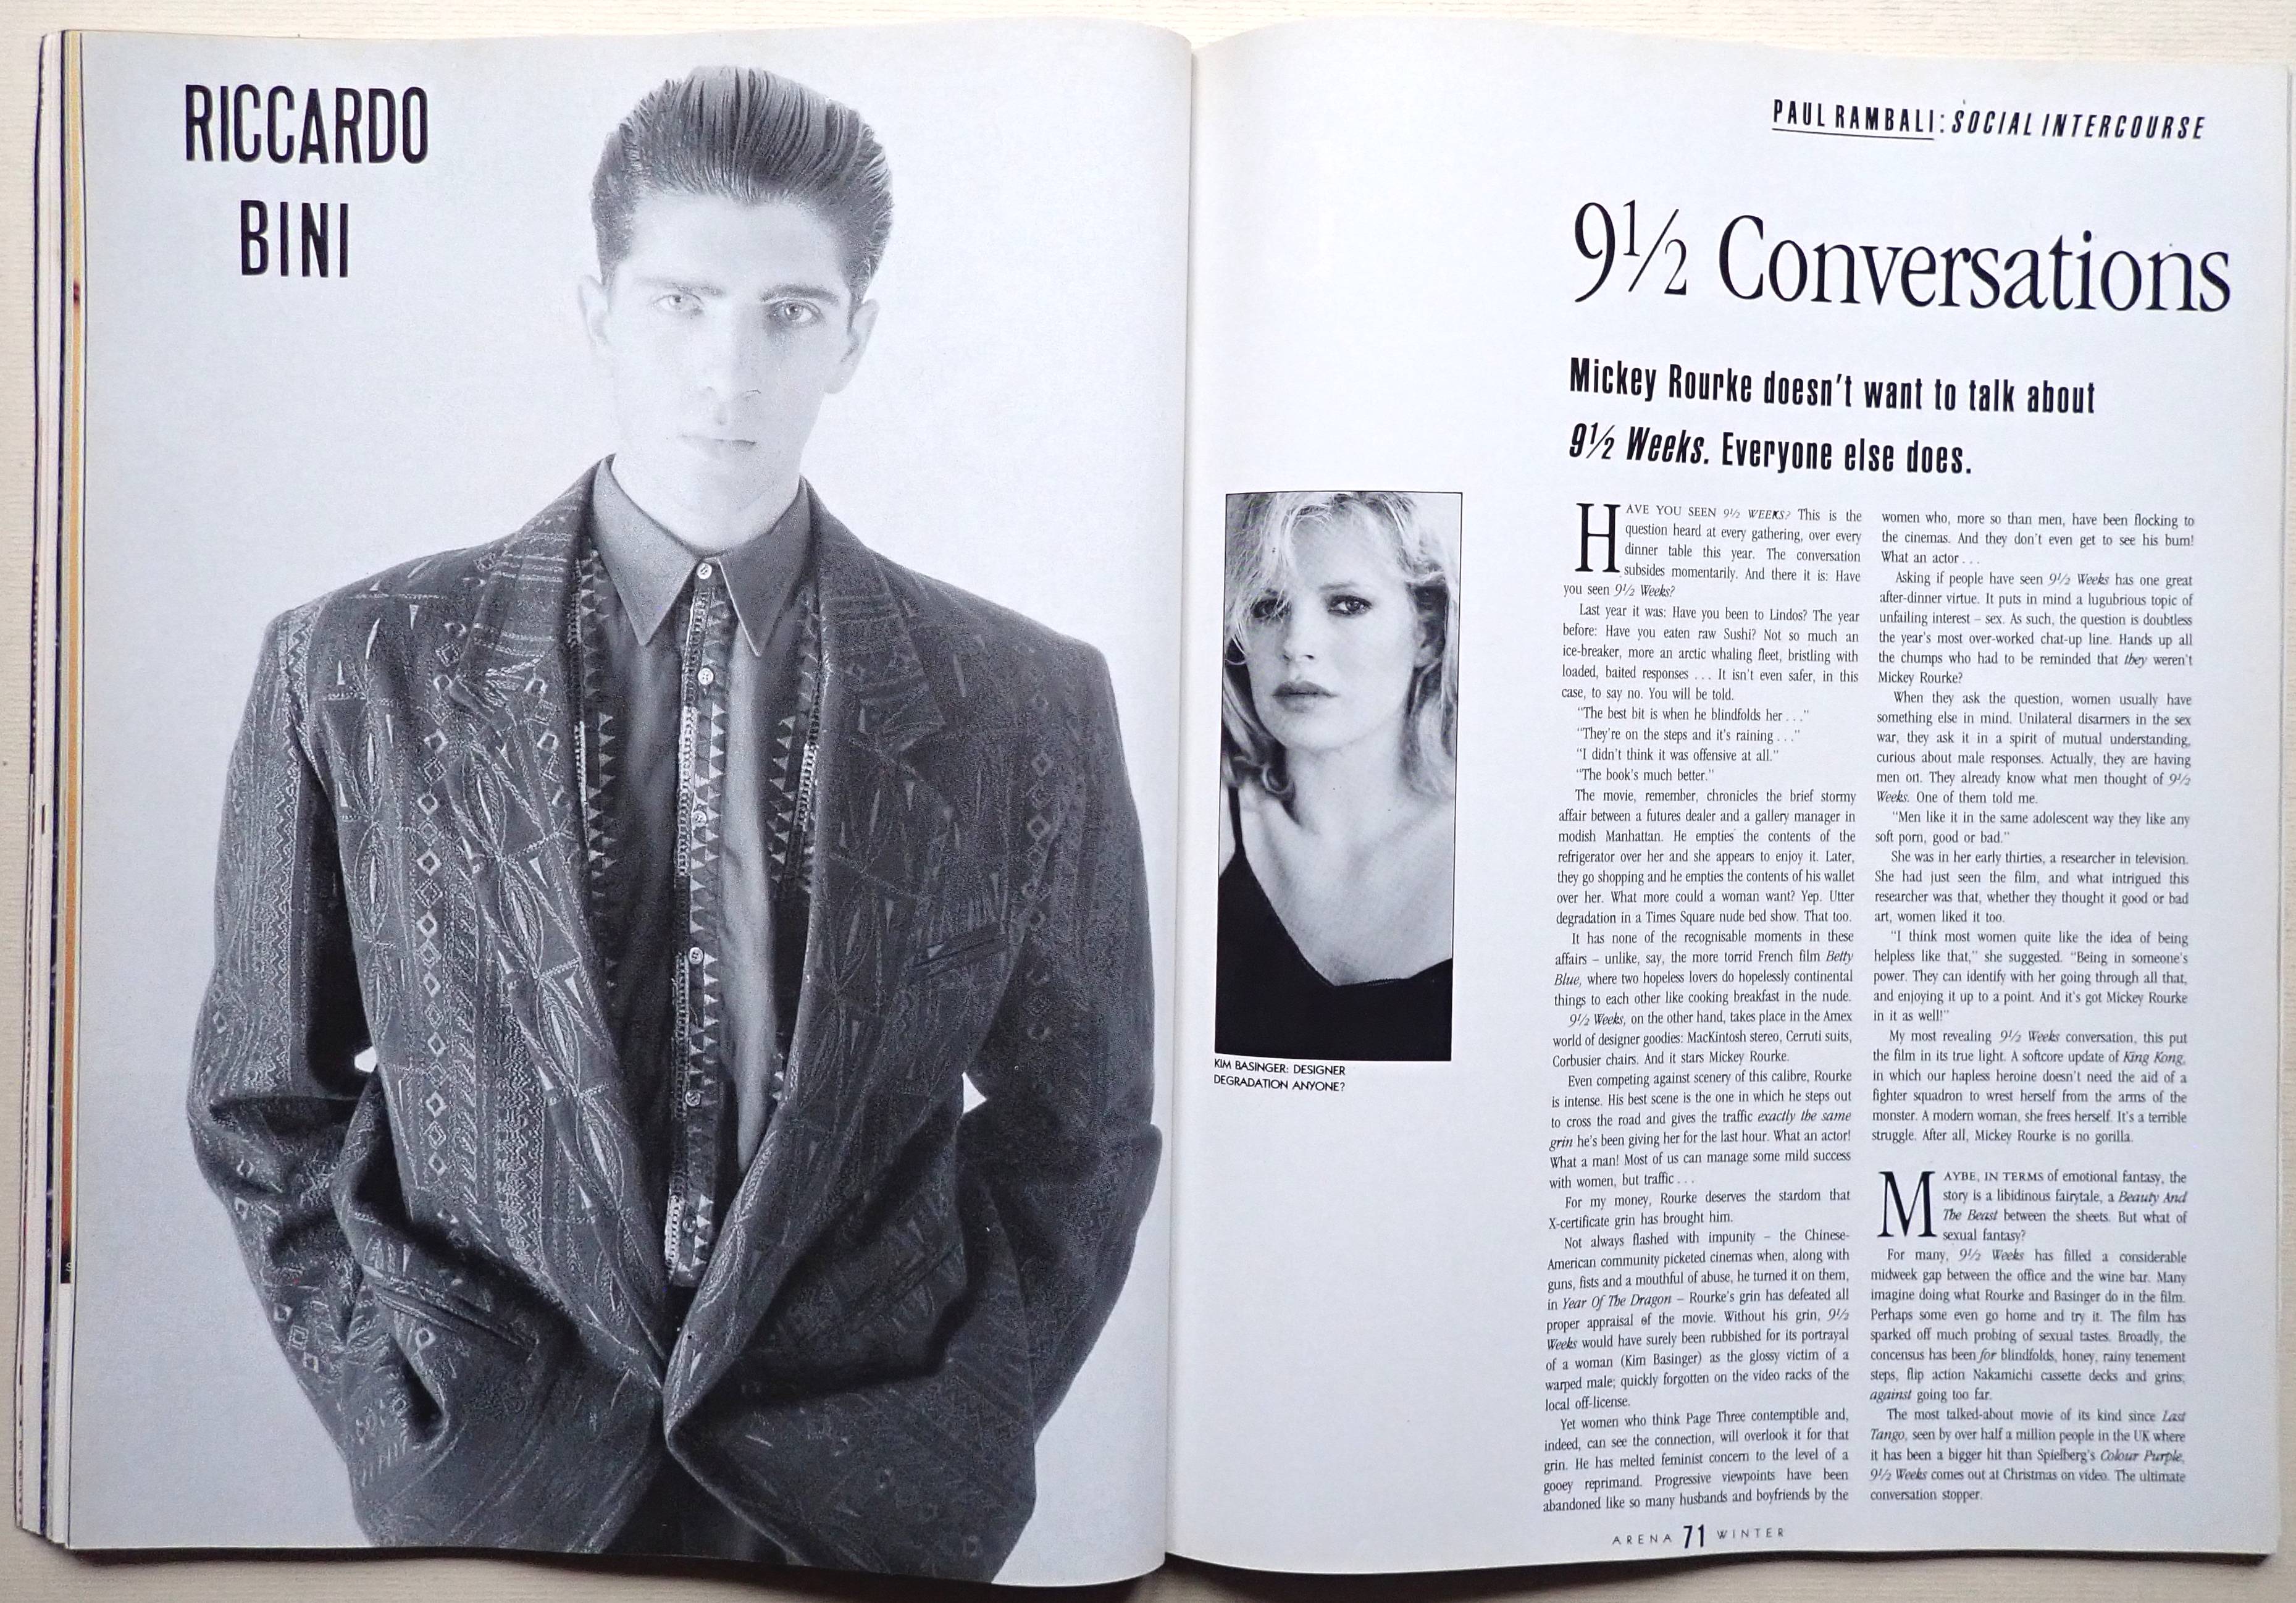 RICCARDO
BINI
PAUL RAMBALI: SOCIAL INTERCOURSE
9½ Conversations
Mickey Rourke doesn't want to talk about
9½ Weeks. Everyone else does.
KIM BASINGER: DESIGNER
DEGRADATION ANYONE?
HAVE YOU SEEN 9½ WEEKS? This is the
question heard at every gathering, over every
dinner table this year. The conversation
subsides momentarily. And there it is: Have
you seen 9½ Weeks?
Last year it was: Have you been to Lindos? The year
before: Have you eaten raw Sushi? Not so much an
ice-breaker, more an arctic whaling fleet, bristling with
loaded, baited responses . . . It isn't even safer, in this
case, to say no. You will be told.
"The best bit is when he blindfolds her . . ."
"They're on the steps and it's raining . . ."
"I didn't think it was offensive at all."
"The book's much better."
The movie, remember, chronicles the brief stormy
affair between a futures dealer and a gallery manager in
modish Manhattan. He empties the contents of the
refrigerator over her and she appears to enjoy it. Later,
they go shopping and he empties the contents of his wallet
over her. What more could a woman want? Yep. Utter
degradation in a Times Square nude bed show. That too.
It has none of the recognisable moments in these
affairs – unlike, say, the more torrid French film Betty
Blue, where two hopeless lovers do hopelessly continental
things to each other like cooking breakfast in the nude.
9½ Weeks, on the other hand, takes place in the Amex
world of designer goodies: MacKintosh stereo, Cerruti suits,
Corbusier chairs. And it stars Mickey Rourke.
Even competing against scenery of this calibre, Rourke
is intense. His best scene is the one in which he steps out
to cross the road and gives the traffic exactly the same
grin he's been giving her for the last hour. What an actor!
What a man! Most of us can manage some mild success
with women, but traffic . . .
For my money, Rourke deserves the stardom that
X-certificate grin has brought him.
Not always flashed with impunity – the Chinese-
American community picketed cinemas when, along with
guns, fists and a mouthful of abuse, he turned it on them,
in Year Of The Dragon – Rourke's grin has defeated all
proper appraisal of the movie. Without his grin, 9½
Weeks would have surely been rubbished for its portrayal
of a woman (Kim Basinger) as the glossy victim of a
warped male; quickly forgotten on the video racks of the
local off-license.
Yet women who think Page Three contemptible and,
indeed, can see the connection, will overlook it for that
grin. He has melted feminist concern to the level of a
gooey reprimand. Progressive viewpoints have been
abandoned like so many husbands and boyfriends by the
women who, more so than men, have been flocking to
the cinemas. And they don't even get to see his bum!
What an actor . . .
Asking if people have seen 9½ Weeks has one great
after-dinner virtue. It puts in mind a lugubrious topic of
unfailing interest – sex. As such, the question is doubtless
the year's most over-worked chat-up line. Hands up all
the chumps who had to be reminded that they weren't
Mickey Rourke?
When they ask the question, women usually have
something else in mind. Unilateral disarmers in the sex
war, they ask it in a spirit of mutual understanding,
curious about male responses. Actually, they are having
men on. They already know what men thought of 9½
Weeks. One of them told me.
"Men like it in the same adolescent way they like any
soft porn, good or bad."
She was in her early thirties, a researcher in television.
She had just seen the film, and what intrigued this
researcher was that, whether they thought it good or bad
art, women liked it too.
"I think most women quite like the idea of being
helpless like that," she suggested. "Being in someone's
power. They can identify with her going through all that,
and enjoying it up to a point. And it's got Mickey Rourke
in it as well!"
My most revealing 9½ Weeks conversation, this put
the film in its true light. A softcore update of King Kong,
in which our hapless heroine doesn't need the aid of a
fighter squadron to wrest herself from the arms of the
monster. A modern woman, she frees herself. It's a terrible
struggle. After all, Mickey Rourke is no gorilla.
MAYBE, IN TERMS of emotional fantasy, the
story is a libidinous fairytale, a Beauty And
The Beast between the sheets. But what of
sexual fantasy?
For many, 9½ Weeks has filled a considerable
midweek gap between the office and the wine bar. Many
imagine doing what Rourke and Basinger do in the film.
Perhaps some even go home and try it. The film has
sparked off much probing of sexual tastes. Broadly, the
concensus has been for blindfolds, honey, rainy tenement
steps, flip action Nakamichi cassette decks and grins;
against going too far.
The most talked-about movie of its kind since Last
Tango, seen by over half a million people in the UK where
it has been a bigger hit than Spielberg's Colour Purple,
9½ Weeks comes out at Christmas on video. The ultimate
conversation stopper.
ARENA 71 WINTER